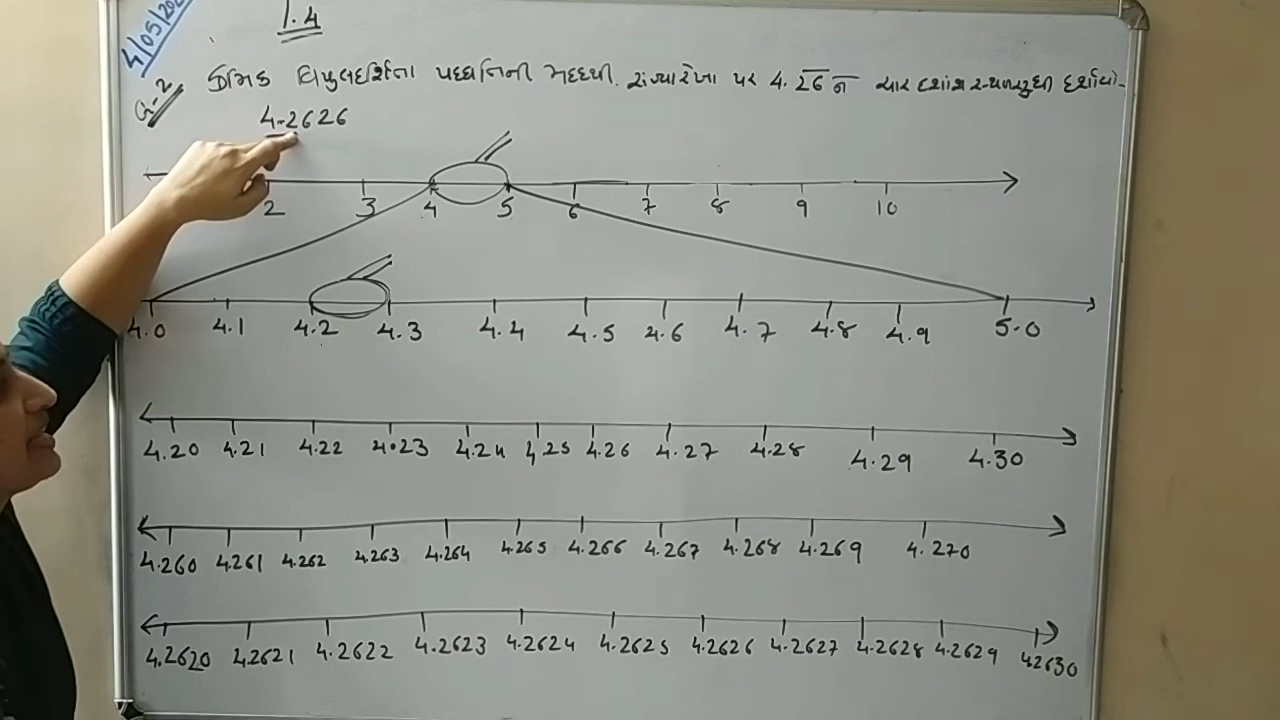 4/05/202
1.4
Q-2 ક્રમિક વિપુલદર્શિતા પધ્ધતિની મદદથી સંખ્યારેખા પર 4.2̅6̅ ને ચાર દશાંશ સ્થળ સુધી દર્શાવો-
4.2626
2 3 4 5 6 7 8 9 10
4.0 4.1 4.2 4.3 4.4 4.5 4.6 4.7 4.8 4.9 5.0
4.20 4.21 4.22 4.23 4.24 4.25 4.26 4.27 4.28 4.29 4.30
4.260 4.261 4.262 4.263 4.264 4.265 4.266 4.267 4.268 4.269 4.270
4.2620 4.2621 4.2622 4.2623 4.2624 4.2625 4.2626 4.2627 4.2628 4.2629 4.2630